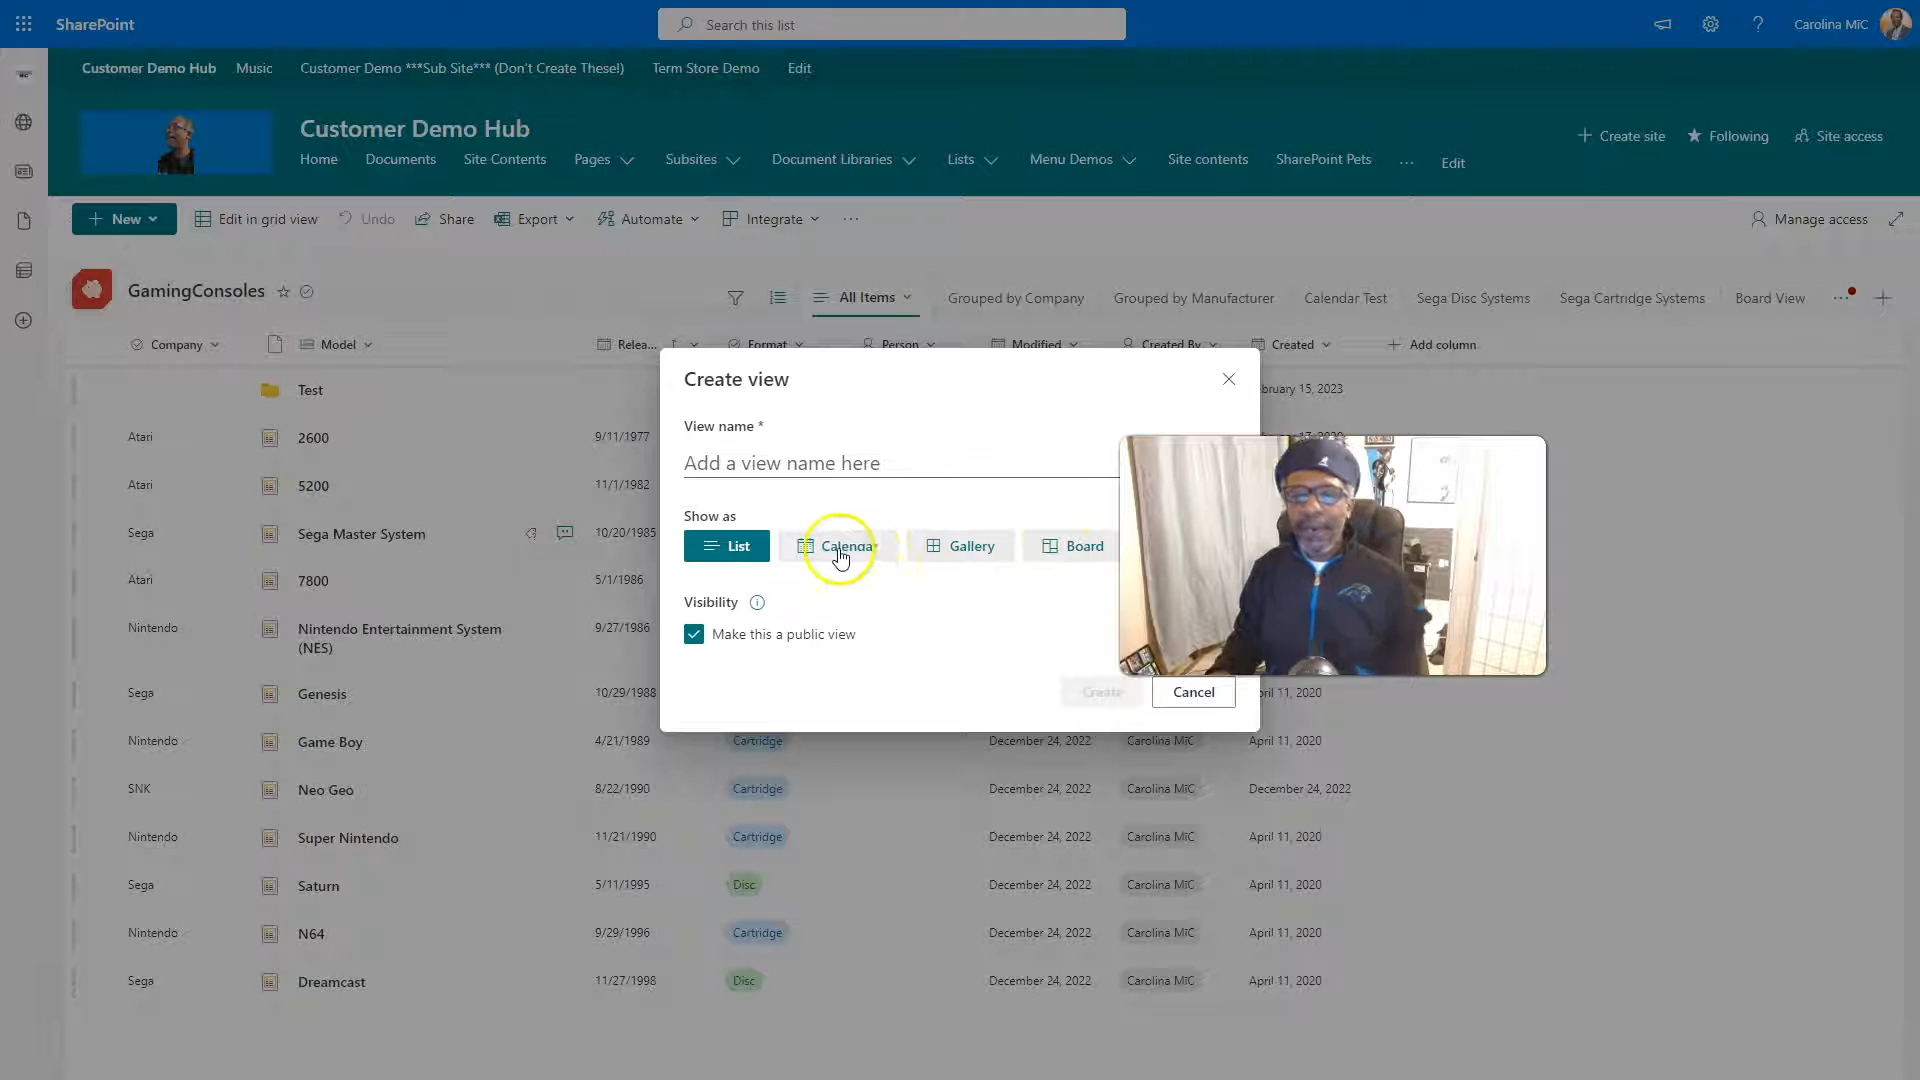 SharePoint
Search this list
Carolina MiC
Customer Demo Hub
Music
Customer Demo ***Sub Site*** (Don't Create These!)
Term Store Demo
Edit
Customer Demo Hub
Home
Documents
Site Contents
Pages
Subsites
Document Libraries
Lists
Menu Demos
Site contents
SharePoint Pets
Edit
Create site
Following
Site access
New
Edit in grid view
Undo
Share
Export
Automate
Integrate
Manage access
GamingConsoles
All Items
Grouped by Company
Grouped by Manufacturer
Calendar Test
Sega Disc Systems
Sega Cartridge Systems
Board View
Company
Model
Relea...
Format
Person
Modified
Created By
Created
Add column
Test
bruary 15, 2023
Atari
2600
9/11/1977
Atari
5200
11/1/1982
Sega
Sega Master System
10/20/1985
Atari
7800
5/1/1986
Nintendo
Nintendo Entertainment System
(NES)
9/27/1986
Sega
Genesis
10/29/1988
pril 11, 2020
Nintendo
Game Boy
4/21/1989
Cartridge
December 24, 2022
Carolina MiC
April 11, 2020
SNK
Neo Geo
8/22/1990
Cartridge
December 24, 2022
Carolina MiC
December 24, 2022
Nintendo
Super Nintendo
11/21/1990
Cartridge
December 24, 2022
Carolina MiC
April 11, 2020
Sega
Saturn
5/11/1995
Disc
December 24, 2022
Carolina MiC
April 11, 2020
Nintendo
N64
9/29/1996
Cartridge
December 24, 2022
Carolina MiC
April 11, 2020
Sega
Dreamcast
11/27/1998
Disc
December 24, 2022
Carolina MiC
April 11, 2020
Create view
View name *
Add a view name here
Show as
List
Calendar
Gallery
Board
Visibility
Make this a public view
Create
Cancel